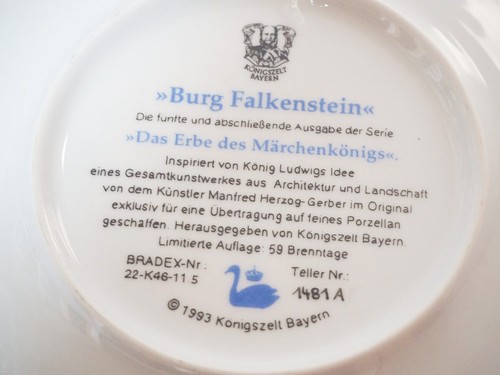 KÖNIGSZELT
BAYERN
»Burg Falkenstein«
Die fünfte und abschließende Ausgabe der Serie
»Das Erbe des Märchenkönigs«.
Inspiriert von König Ludwigs Idee
eines Gesamtkunstwerkes aus Architektur und Landschaft
von dem Künstler Manfred Herzog-Gerber im Original
exklusiv für eine Übertragung auf feines Porzellan
geschaffen. Herausgegeben von Königszelt Bayern.
Limitierte Auflage: 59 Brenntage
BRADEX-Nr.: Teller Nr.:
22-K46-11.5 1481 A
© 1993 Königszelt Bayern